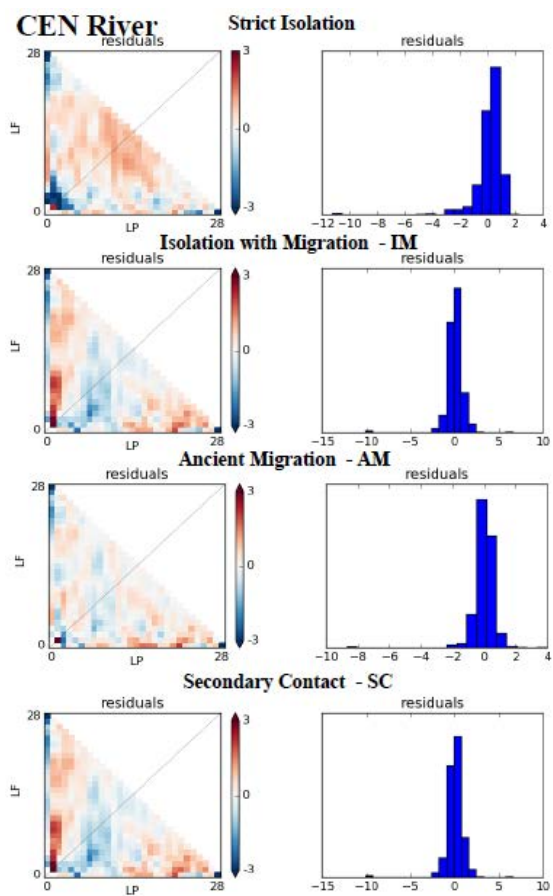 CEN River
Strict Isolation
residuals
residuals
28
LF
0
0
LP
28
3
0
-3
−12 −10 −8 −6 −4 −2 0 2 4
Isolation with Migration - IM
residuals
residuals
28
LF
0
0
LP
28
3
0
-3
−15 −10 −5 0 5 10
Ancient Migration - AM
residuals
residuals
28
LF
0
0
LP
28
3
0
-3
−10 −8 −6 −4 −2 0 2 4
Secondary Contact - SC
residuals
residuals
28
LF
0
0
LP
28
3
0
-3
−15 −10 −5 0 5 10